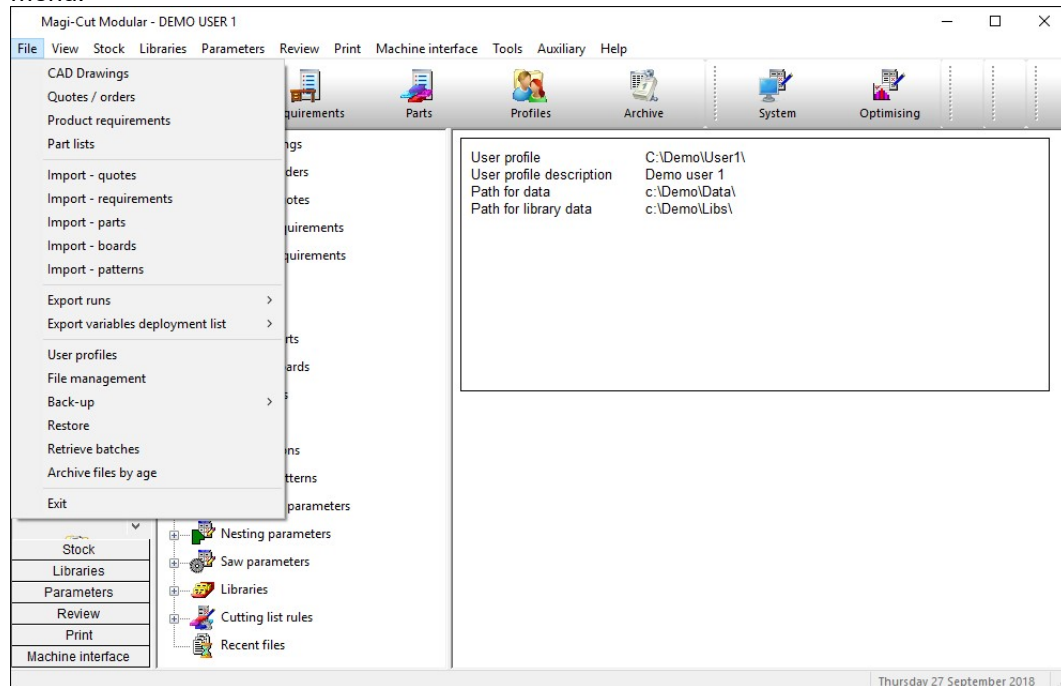 menu.
Magi-Cut Modular - DEMO USER 1
File View Stock Libraries Parameters Review Print Machine interface Tools Auxiliary Help
CAD Drawings
Quotes / orders
Product requirements
Part lists
Import - quotes
Import - requirements
Import - parts
Import - boards
Import - patterns
Export runs
Export variables deployment list
User profiles
File management
Back-up
Restore
Retrieve batches
Archive files by age
Exit
quirements Parts Profiles Archive System Optimising
ngs
ders
otes
quirements
quirements
rts
ards
s
ns
tterns
parameters
Nesting parameters
Saw parameters
Libraries
Cutting list rules
Recent files
Stock
Libraries
Parameters
Review
Print
Machine interface
User profile C:\Demo\User1\
User profile description Demo user 1
Path for data c:\Demo\Data\
Path for library data c:\Demo\Libs\
Thursday 27 September 2018